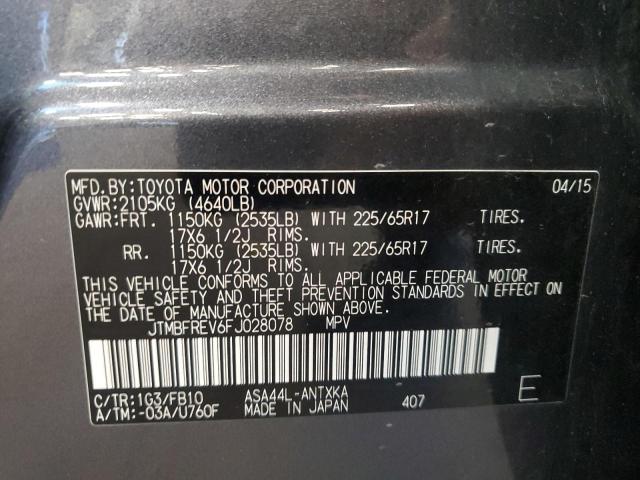 MFD.BY:TOYOTA MOTOR CORPORATION 04/15
GVWR:2105KG (4640LB)
GAWR:FRT. 1150KG (2535LB) WITH 225/65R17 TIRES.
17X6 1/2J RIMS.
RR. 1150KG (2535LB) WITH 225/65R17 TIRES.
17X6 1/2J RIMS.
THIS VEHICLE CONFORMS TO ALL APPLICABLE FEDERAL MOTOR
VEHICLE SAFETY AND THEFT PREVENTION STANDARDS IN EFFECT ON
THE DATE OF MANUFACTURE SHOWN ABOVE.
JTMBFREV6FJ028078 MPV
C/TR:1G3/FB10 ASA44L-ANTXKA E
A/TM:-03A/U760F MADE IN JAPAN 407